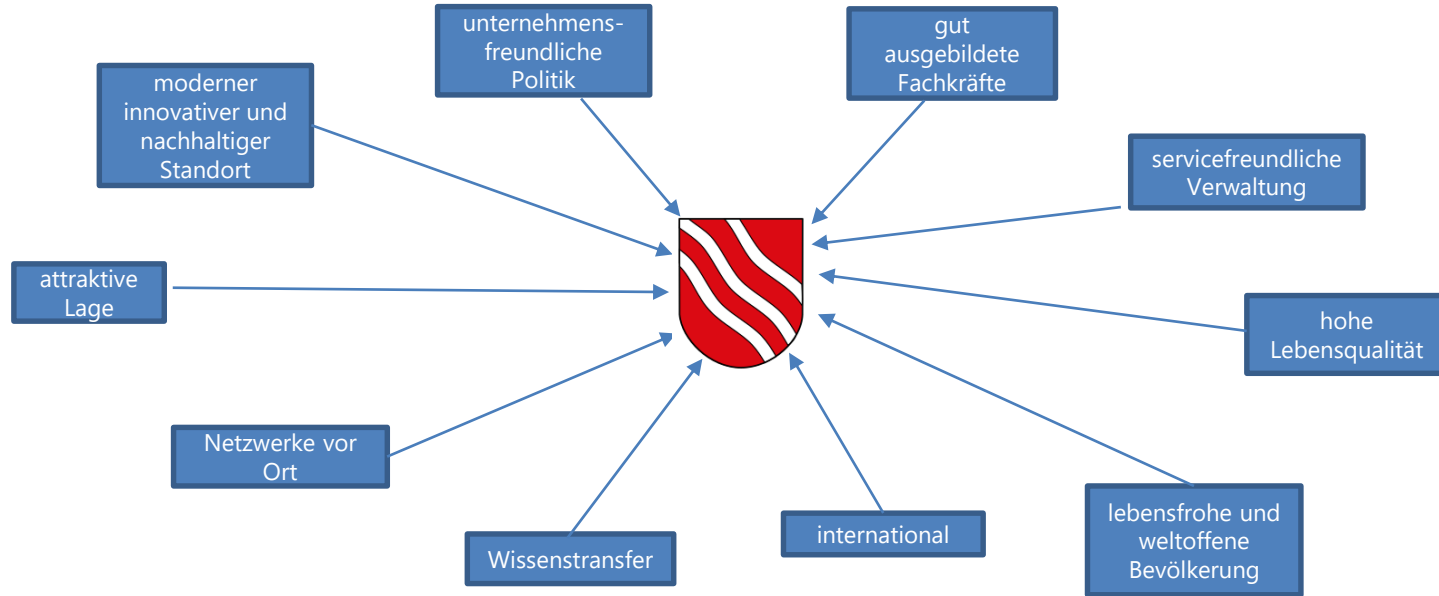 unternehmens-
freundliche
Politik
gut
ausgebildete
Fachkräfte
moderner
innovativer und
nachhaltiger
Standort
servicefreundliche
Verwaltung
attraktive
Lage
hohe
Lebensqualität
Netzwerke vor
Ort
Wissenstransfer
international
lebensfrohe und
weltoffene
Bevölkerung